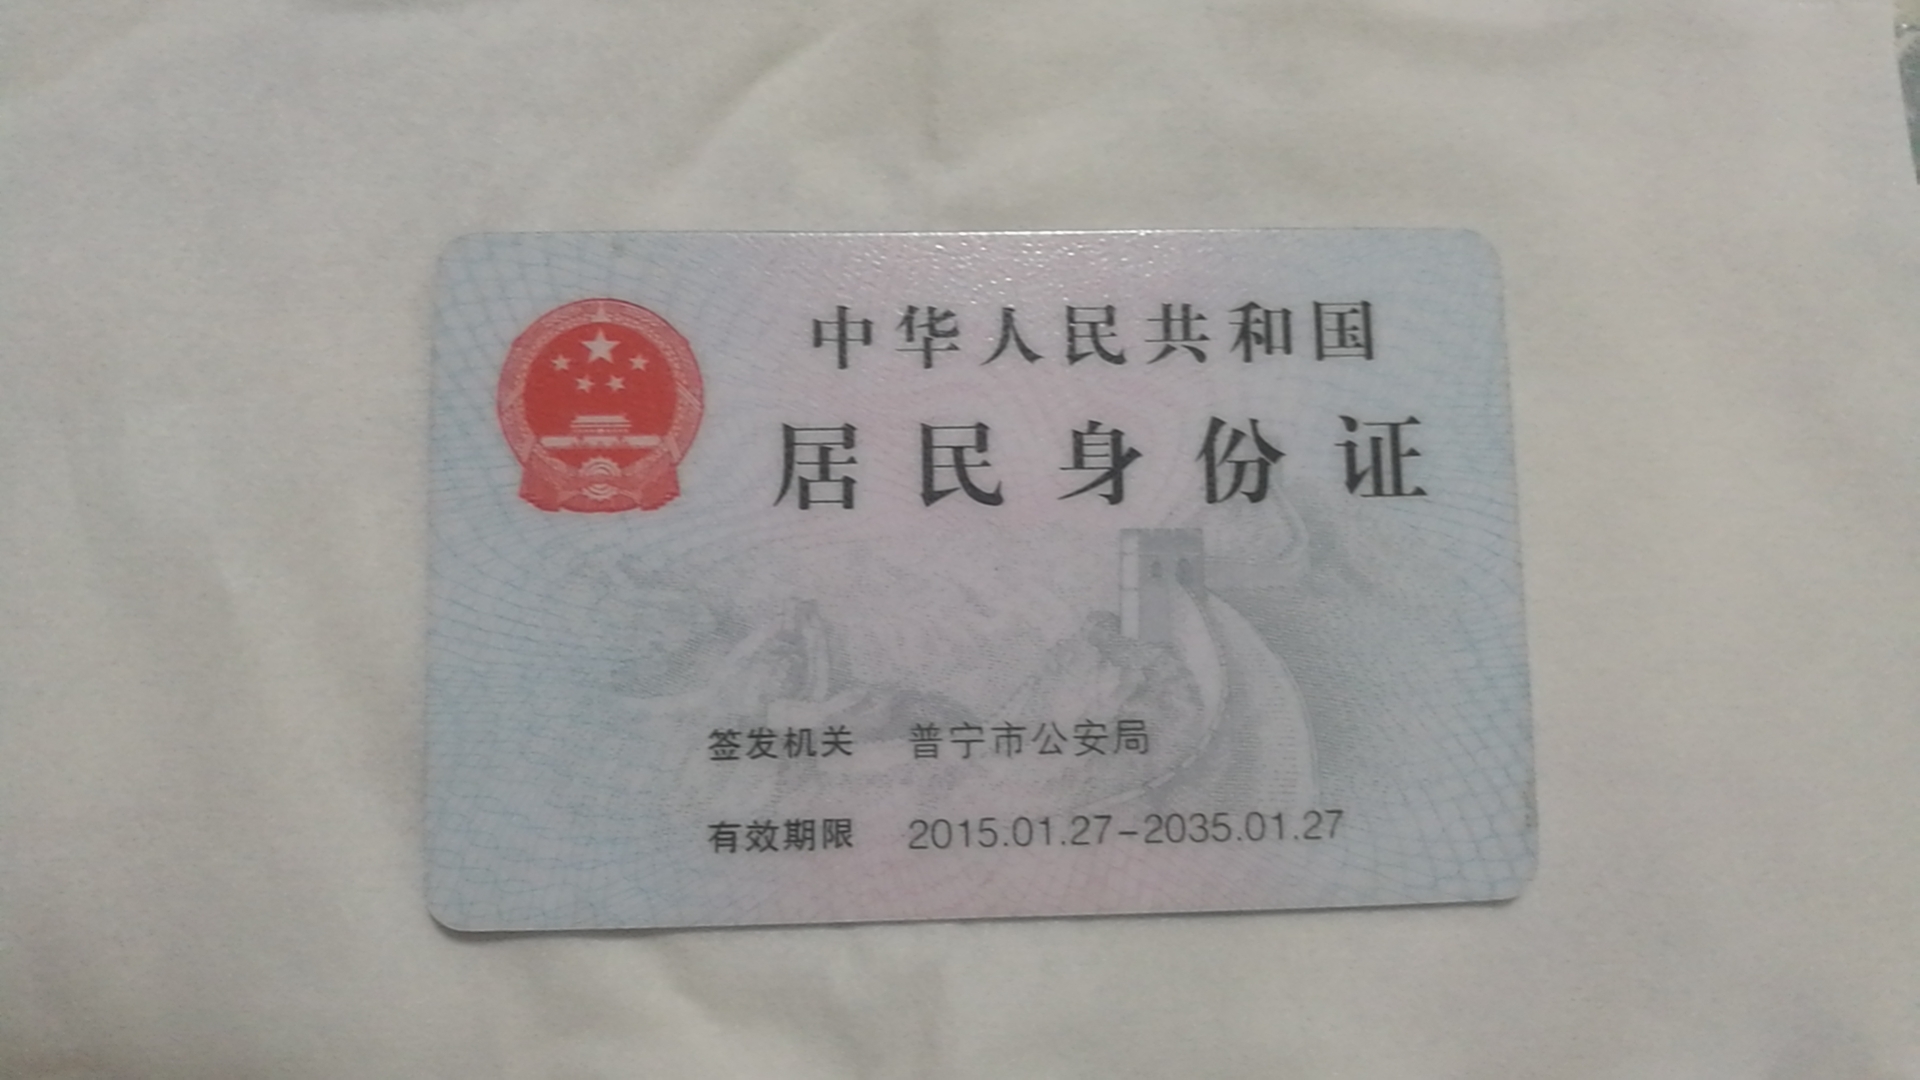 中华人民共和国
居民身份证
签发机关 普宁市公安局
有效期限 2015.01.27-2035.01.27